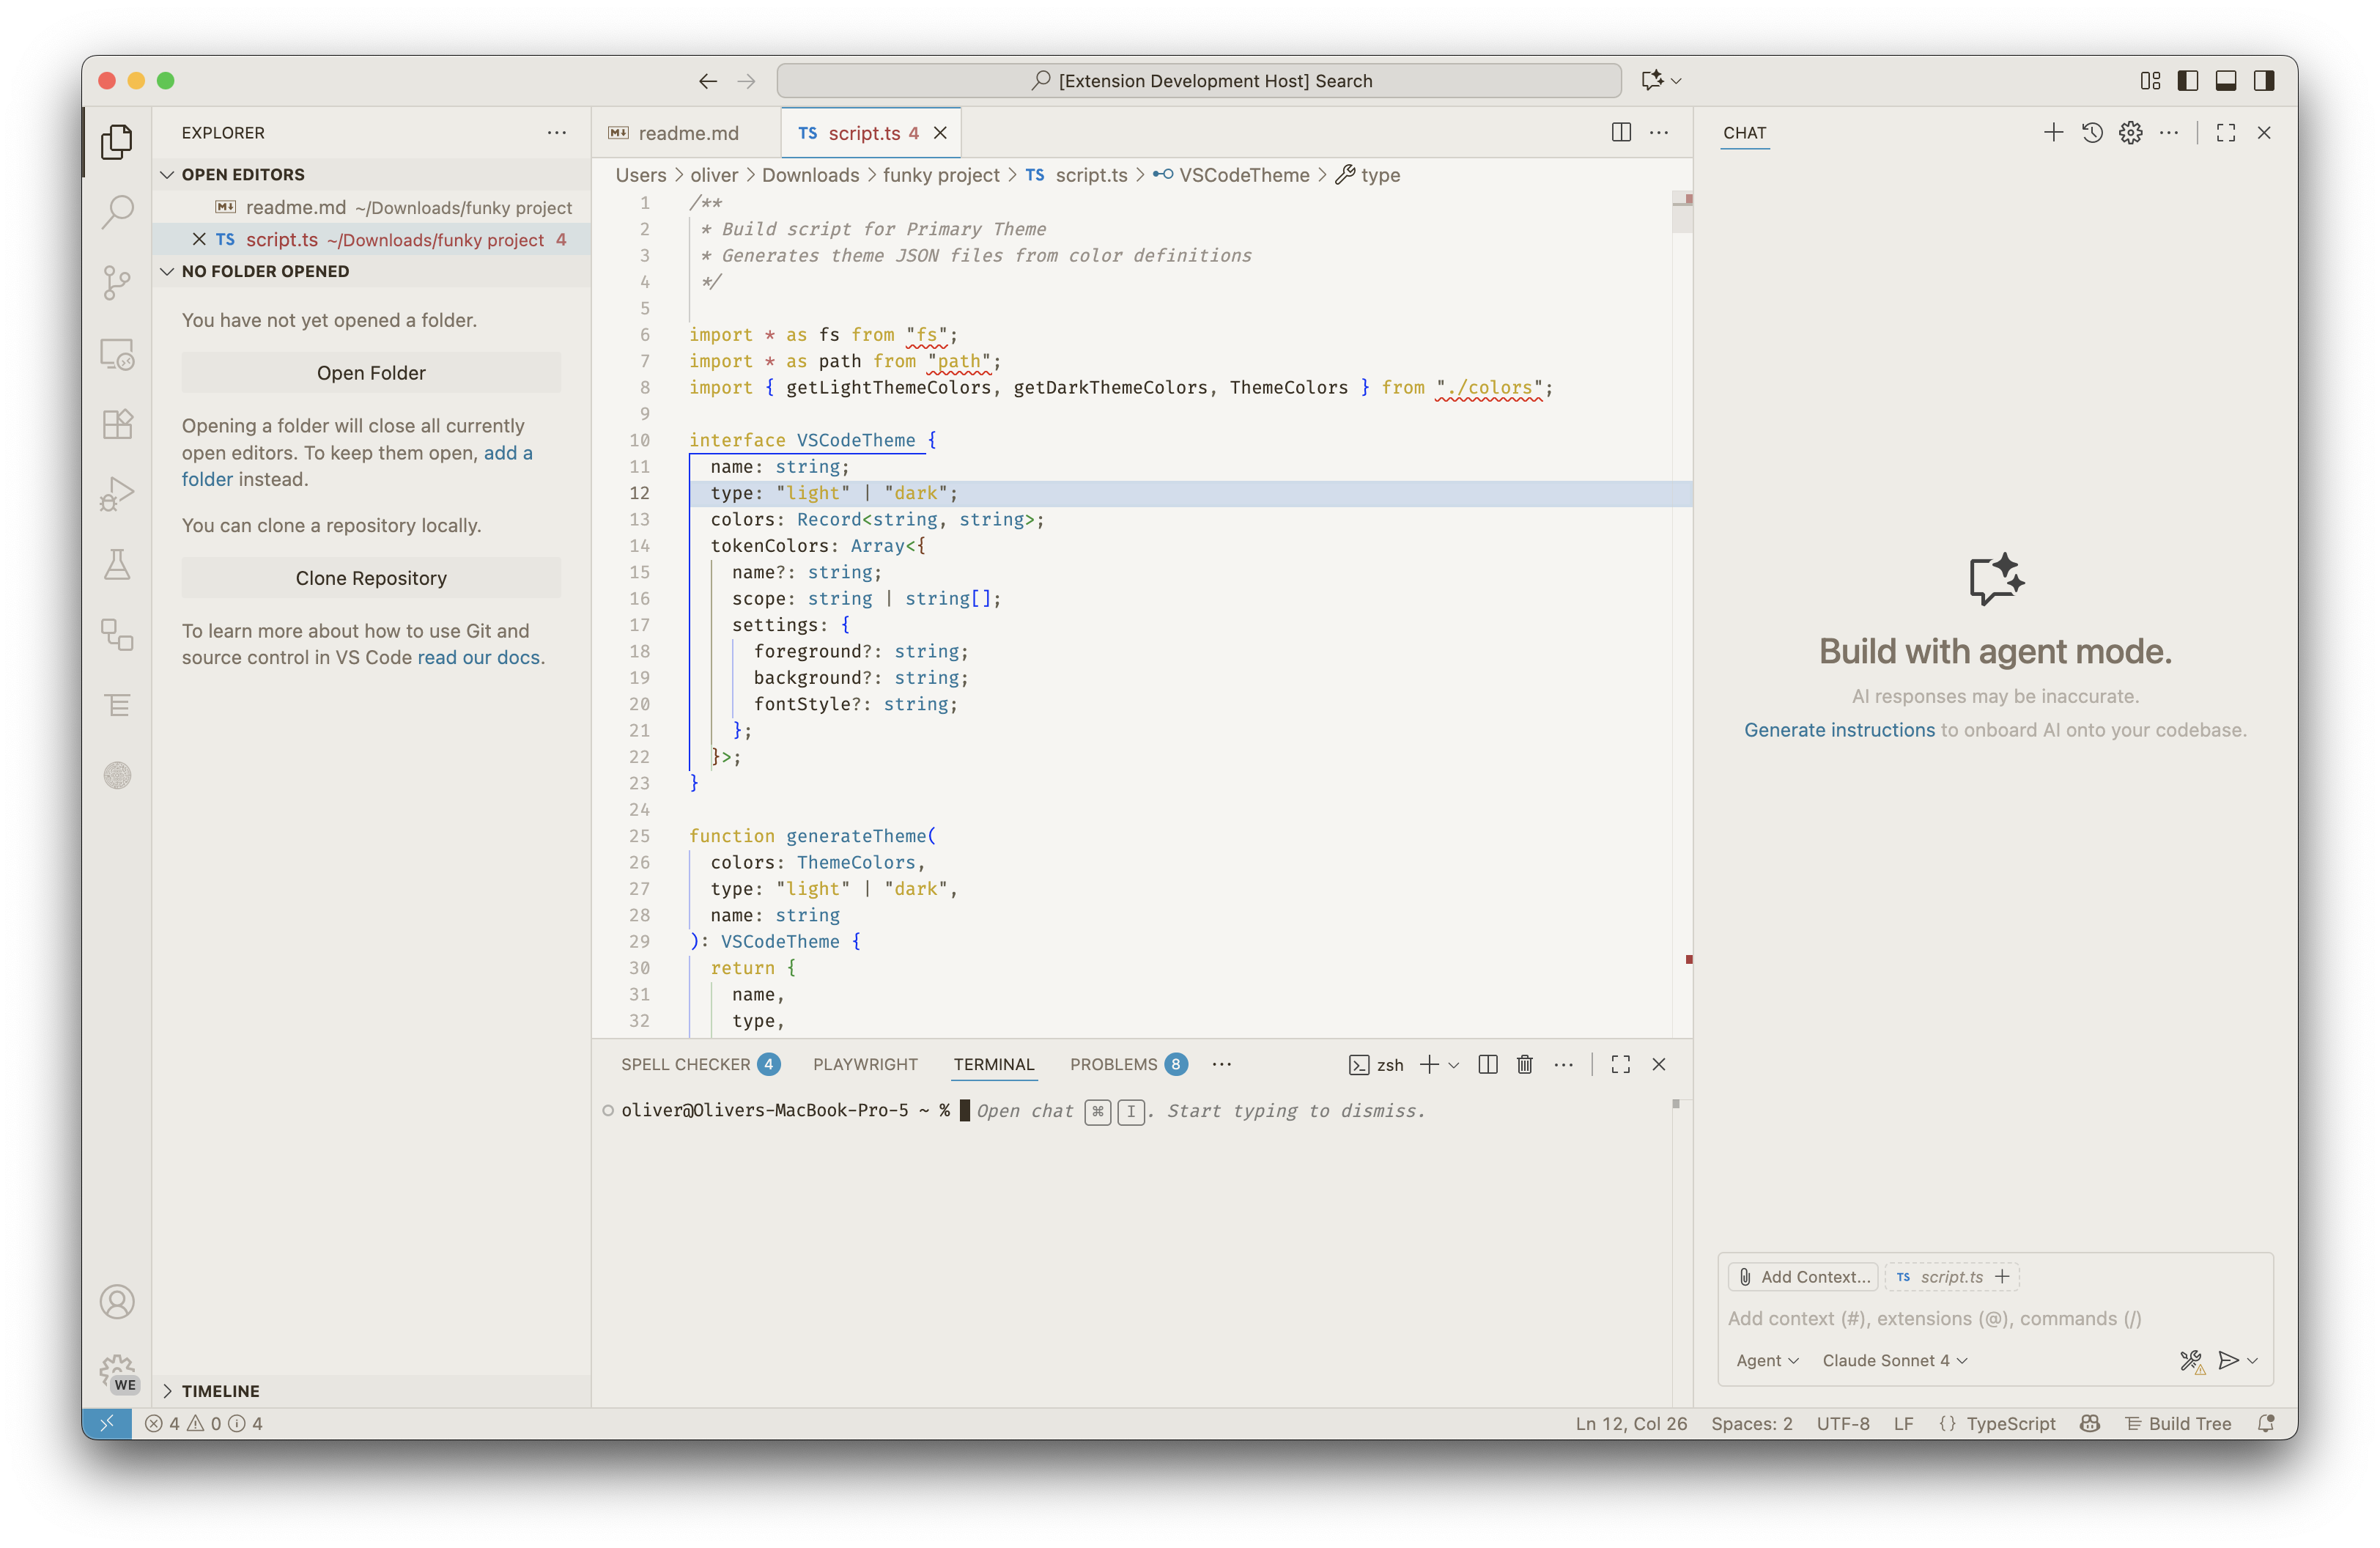 [Extension Development Host] Search
EXPLORER
OPEN EDITORS
readme.md ~/Downloads/funky project
TS script.ts ~/Downloads/funky project 4
NO FOLDER OPENED
You have not yet opened a folder.
Open Folder
Opening a folder will close all currently
open editors. To keep them open, add a
folder instead.
You can clone a repository locally.
Clone Repository
To learn more about how to use Git and
source control in VS Code read our docs.
TIMELINE
WE
readme.md
TS script.ts 4
Users > oliver > Downloads > funky project > TS script.ts > VSCodeTheme > type
1 /**
2 * Build script for Primary Theme
3 * Generates theme JSON files from color definitions
4 */
5
6 import * as fs from "fs";
7 import * as path from "path";
8 import { getLightThemeColors, getDarkThemeColors, ThemeColors } from "./colors";
9
10 interface VSCodeTheme {
11 name: string;
12 type: "light" | "dark";
13 colors: Record<string, string>;
14 tokenColors: Array<{
15 name?: string;
16 scope: string | string[];
17 settings: {
18 foreground?: string;
19 background?: string;
20 fontStyle?: string;
21 };
22 }>;
23 }
24
25 function generateTheme(
26 colors: ThemeColors,
27 type: "light" | "dark",
28 name: string
29 ): VSCodeTheme {
30 return {
31 name,
32 type,
SPELL CHECKER 4 PLAYWRIGHT TERMINAL PROBLEMS 8 ··· zsh
oliver@Olivers-MacBook-Pro-5 ~ % Open chat ⌘ I. Start typing to dismiss.
CHAT
Build with agent mode.
AI responses may be inaccurate.
Generate instructions to onboard AI onto your codebase.
Add Context... TS script.ts +
Add context (#), extensions (@), commands (/)
Agent Claude Sonnet 4
4 0 4
Ln 12, Col 26 Spaces: 2 UTF-8 LF {} TypeScript Build Tree